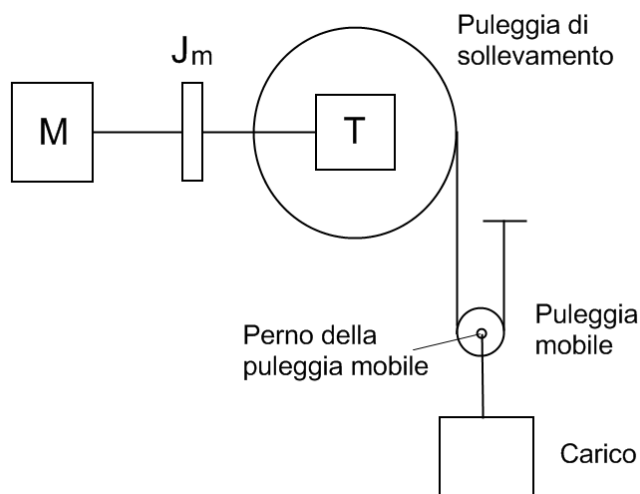 Puleggia di
sollevamento
Jm
M
T
Perno della
puleggia mobile
Puleggia
mobile
Carico